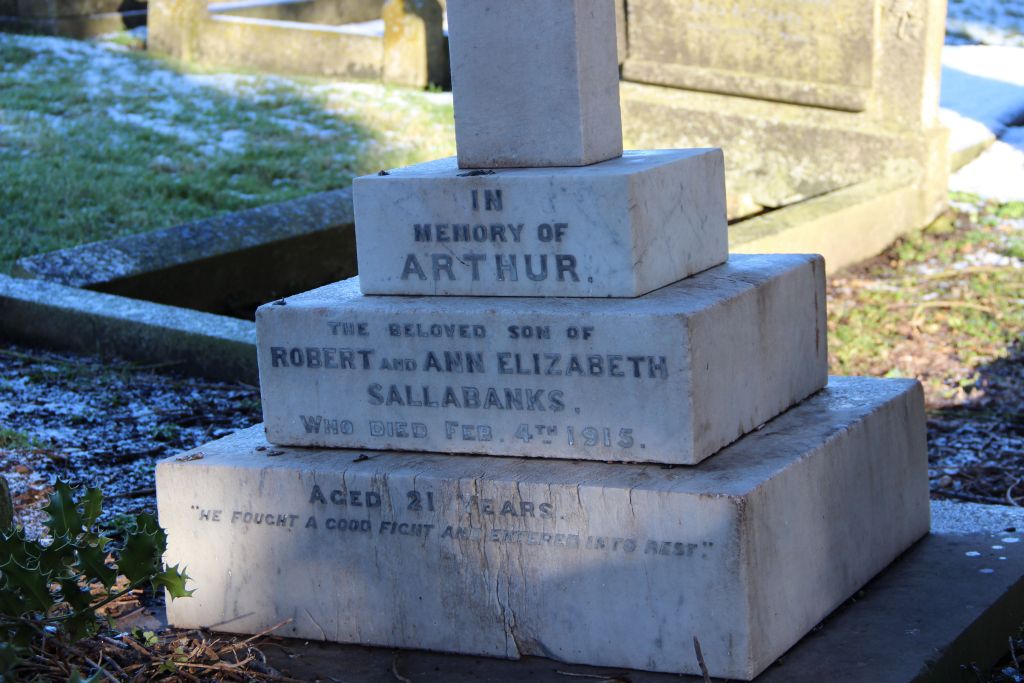 IN
MEMORY OF
ARTHUR.
THE BELOVED SON OF
ROBERT AND ANN ELIZABETH
SALLABANKS,
WHO DIED FEB. 4TH 1915.
AGED 21 YEARS.
"HE FOUGHT A GOOD FIGHT AND ENTERED INTO REST"